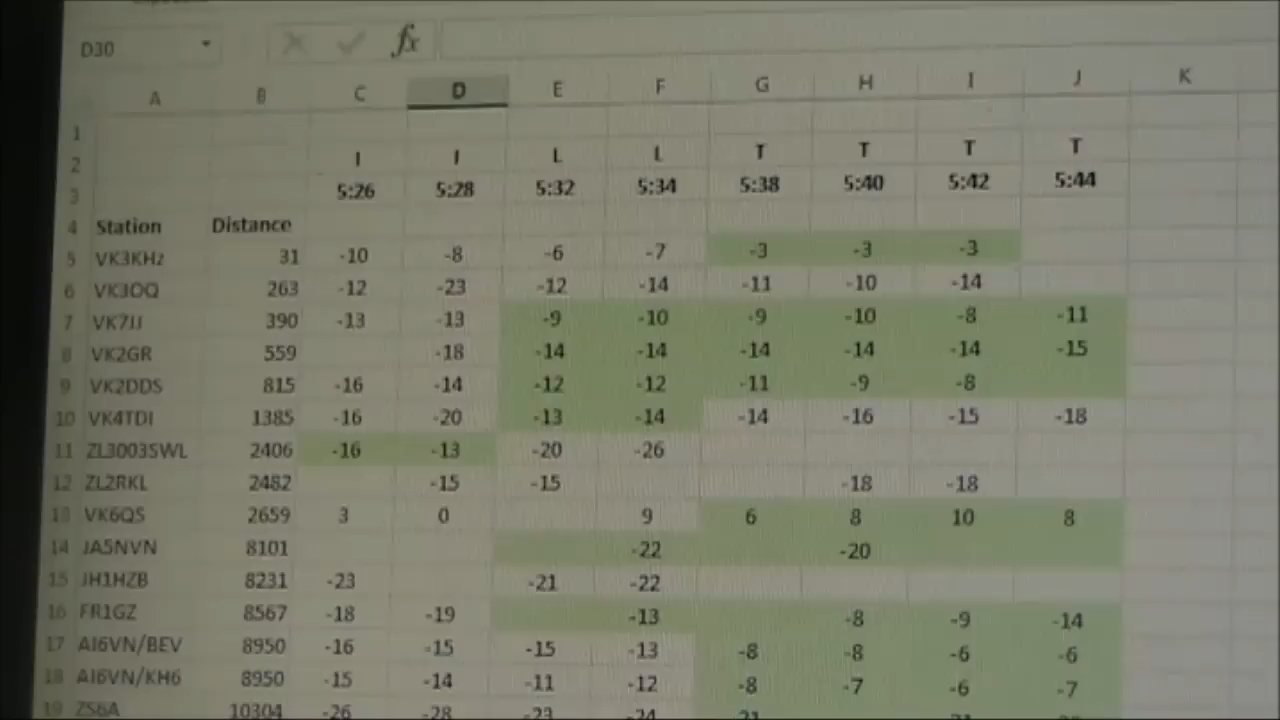 D30 fx
A B C D E F G H I J K
1
2 I I L L T T T T
3 5:26 5:28 5:32 5:34 5:38 5:40 5:42 5:44
4 Station Distance
5 VK3KHz 31 -10 -8 -6 -7 -3 -3 -3
6 VK3OQ 263 -12 -23 -12 -14 -11 -10 -14
7 VK7JJ 390 -13 -13 -9 -10 -9 -10 -8 -11
8 VK2GR 559 -18 -14 -14 -14 -14 -14 -15
9 VK2DDS 815 -16 -14 -12 -12 -11 -9 -8
10 VK4TDI 1385 -16 -20 -13 -14 -14 -16 -15 -18
11 ZL3003SWL 2406 -16 -13 -20 -26
12 ZL2RKL 2482 -15 -15 -18 -18
13 VK6QS 2659 3 0 9 6 8 10 8
14 JA5NVN 8101 -22 -20
15 JH1HZB 8231 -23 -21 -22
16 FR1GZ 8567 -18 -19 -13 -8 -9 -14
17 AI6VN/BEV 8950 -16 -15 -15 -13 -8 -8 -6 -6
18 AI6VN/KH6 8950 -15 -14 -11 -12 -8 -7 -6 -7
19 ZS6A 10304 -26 -28 -23 -24